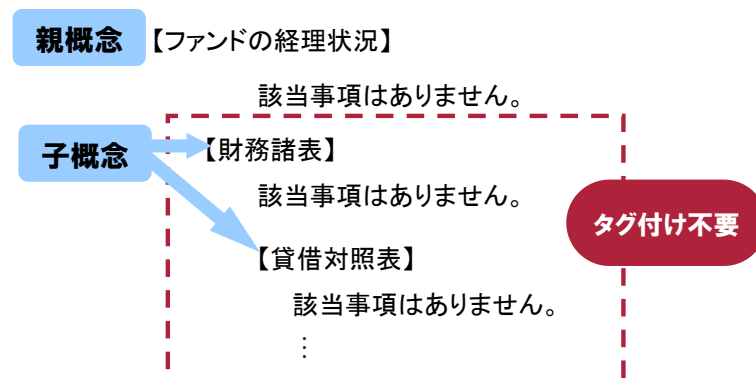 親概念 【ファンドの経理状況】
該当事項はありません。
子概念 【財務諸表】
該当事項はありません。
タグ付け不要
【貸借対照表】
該当事項はありません。
⋮